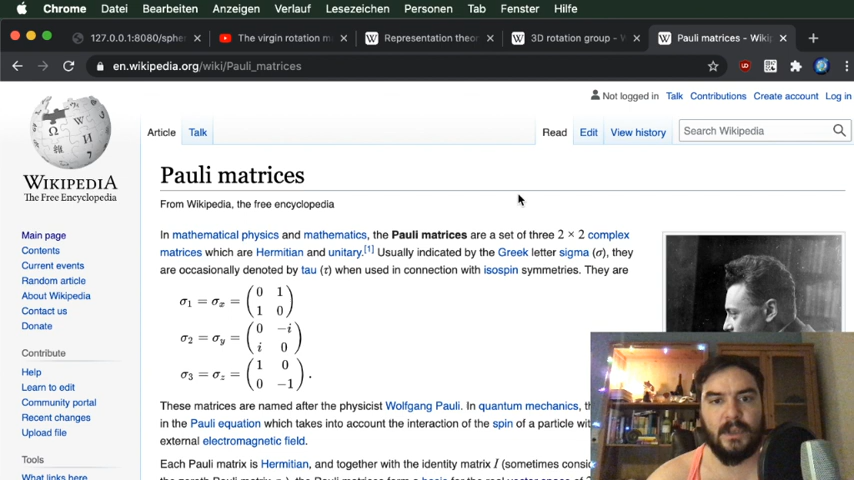 Chrome Datei Bearbeiten Anzeigen Verlauf Lesezeichen Personen Tab Fenster Hilfe
127.0.0.1:8080/sphe The virgin rotation m Representation theor 3D rotation group - W Pauli matrices - Wiki
en.wikipedia.org/wiki/Pauli_matrices
Not logged in Talk Contributions Create account Log in
Article Talk Read Edit View history Search Wikipedia
WIKIPEDIA
The Free Encyclopedia
Pauli matrices
From Wikipedia, the free encyclopedia
Main page
Contents
Current events
Random article
About Wikipedia
Contact us
Donate
Contribute
Help
Learn to edit
Community portal
Recent changes
Upload file
Tools
What links here
In mathematical physics and mathematics, the Pauli matrices are a set of three 2 × 2 complex
matrices which are Hermitian and unitary.[1] Usually indicated by the Greek letter sigma (σ), they
are occasionally denoted by tau (τ) when used in connection with isospin symmetries. They are
σ₁ = σₓ = (0 1
1 0)
σ₂ = σ_y = (0 −i
i 0)
σ₃ = σ_z = (1 0
0 −1).
These matrices are named after the physicist Wolfgang Pauli. In quantum mechanics,
in the Pauli equation which takes into account the interaction of the spin of a particle
external electromagnetic field.
Each Pauli matrix is Hermitian, and together with the identity matrix I (sometimes